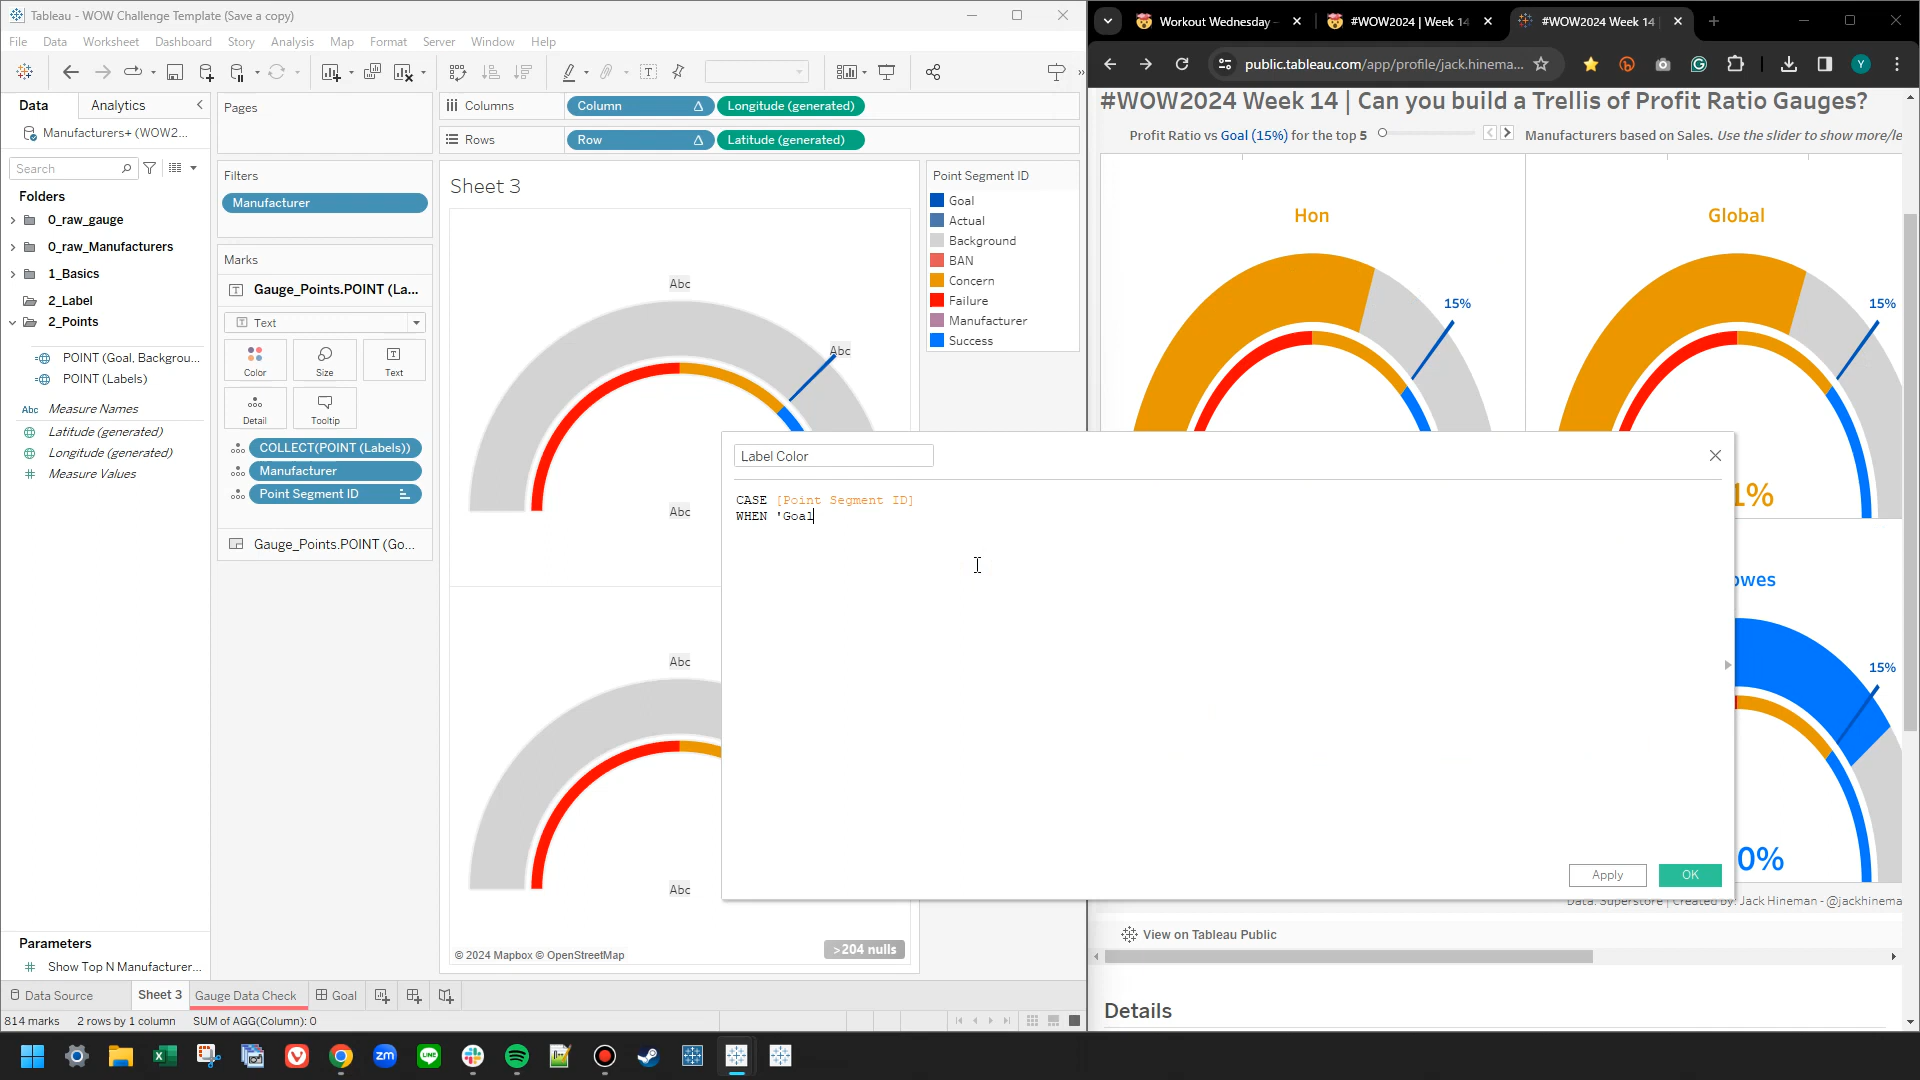 Tableau - WOW Challenge Template (Save a copy)
File Data Worksheet Dashboard Story Analysis Map Format Server Window Help
Data Analytics
Manufacturers+ (WOW2...
Search
Folders
0_raw_gauge
0_raw_Manufacturers
1_Basics
2_Label
2_Points
POINT (Goal, Backgrou...
POINT (Labels)
Abc Measure Names
Latitude (generated)
Longitude (generated)
Measure Values
Parameters
Show Top N Manufacturer...
Pages
Filters
Manufacturer
Marks
Gauge_Points.POINT (La...
Text
Color Size Text
Detail Tooltip
COLLECT(POINT (Labels))
Manufacturer
Point Segment ID
Gauge_Points.POINT (Go...
Columns Column Longitude (generated)
Rows Row Latitude (generated)
Sheet 3
Abc
Abc
Abc
Abc
Abc
© 2024 Mapbox © OpenStreetMap
>204 nulls
Point Segment ID
Goal
Actual
Background
BAN
Concern
Failure
Manufacturer
Success
Label Color
CASE [Point Segment ID]
WHEN 'Goal
Apply OK
Data Source Sheet 3 Gauge Data Check Goal
814 marks 2 rows by 1 column SUM of AGG(Column): 0
Workout Wednesday - #WOW2024 | Week 14 #WOW2024 Week 14 |
public.tableau.com/app/profile/jack.hinema...
Y
#WOW2024 Week 14 | Can you build a Trellis of Profit Ratio Gauges?
Profit Ratio vs Goal (15%) for the top 5 Manufacturers based on Sales. Use the slider to show more/le
Hon Global
15% 15%
1%
owes
15%
0%
Data: Superstore | Created by: Jack Hineman - @jackhinema
View on Tableau Public
Details